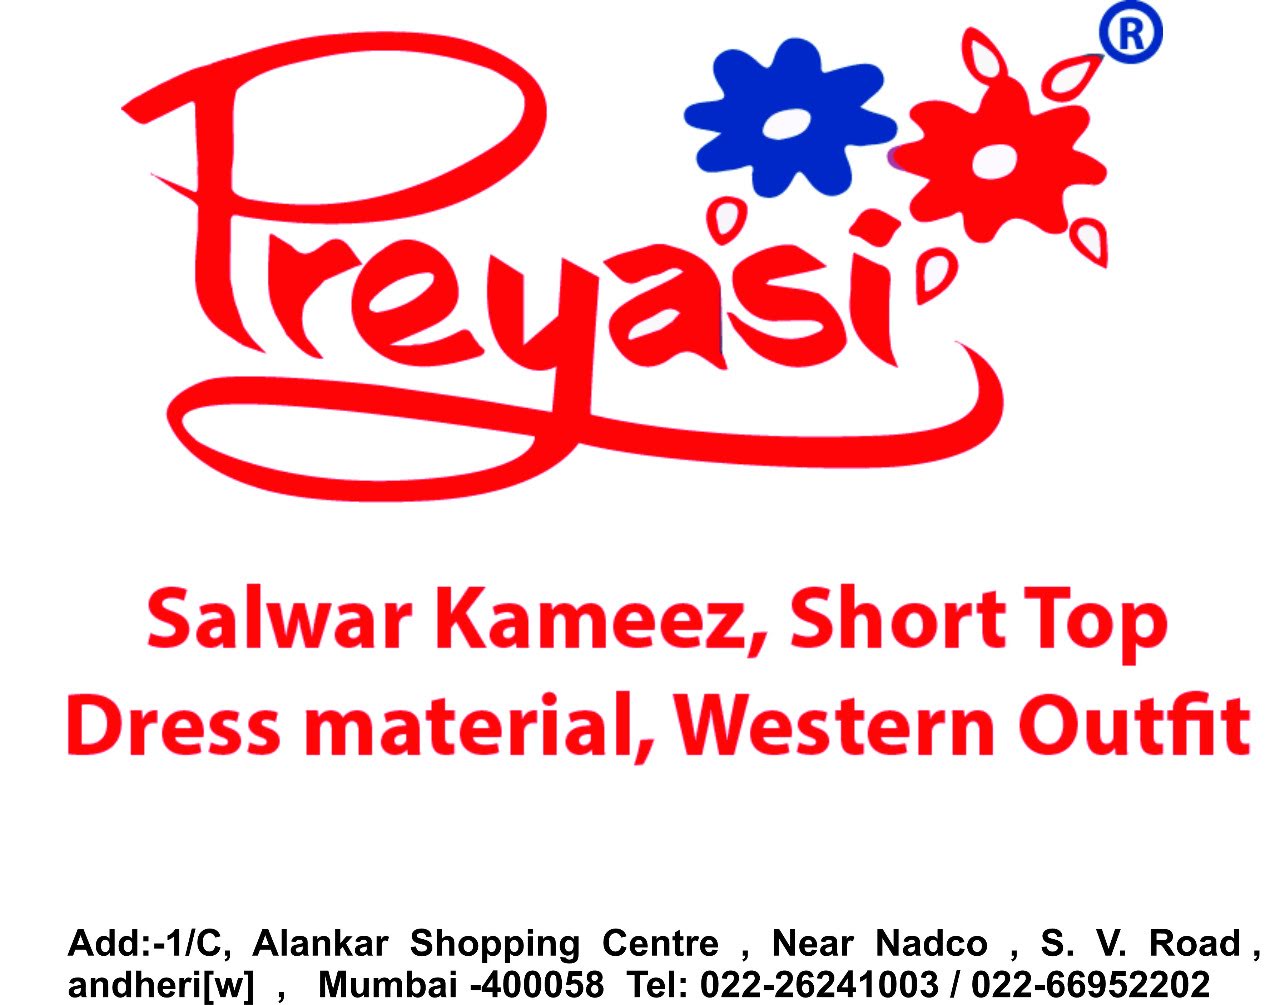 Preyasi ®
Salwar Kameez, Short Top
Dress material, Western Outfit
Add:-1/C, Alankar Shopping Centre , Near Nadco , S. V. Road ,
andheri[w] , Mumbai -400058 Tel: 022-26241003 / 022-66952202